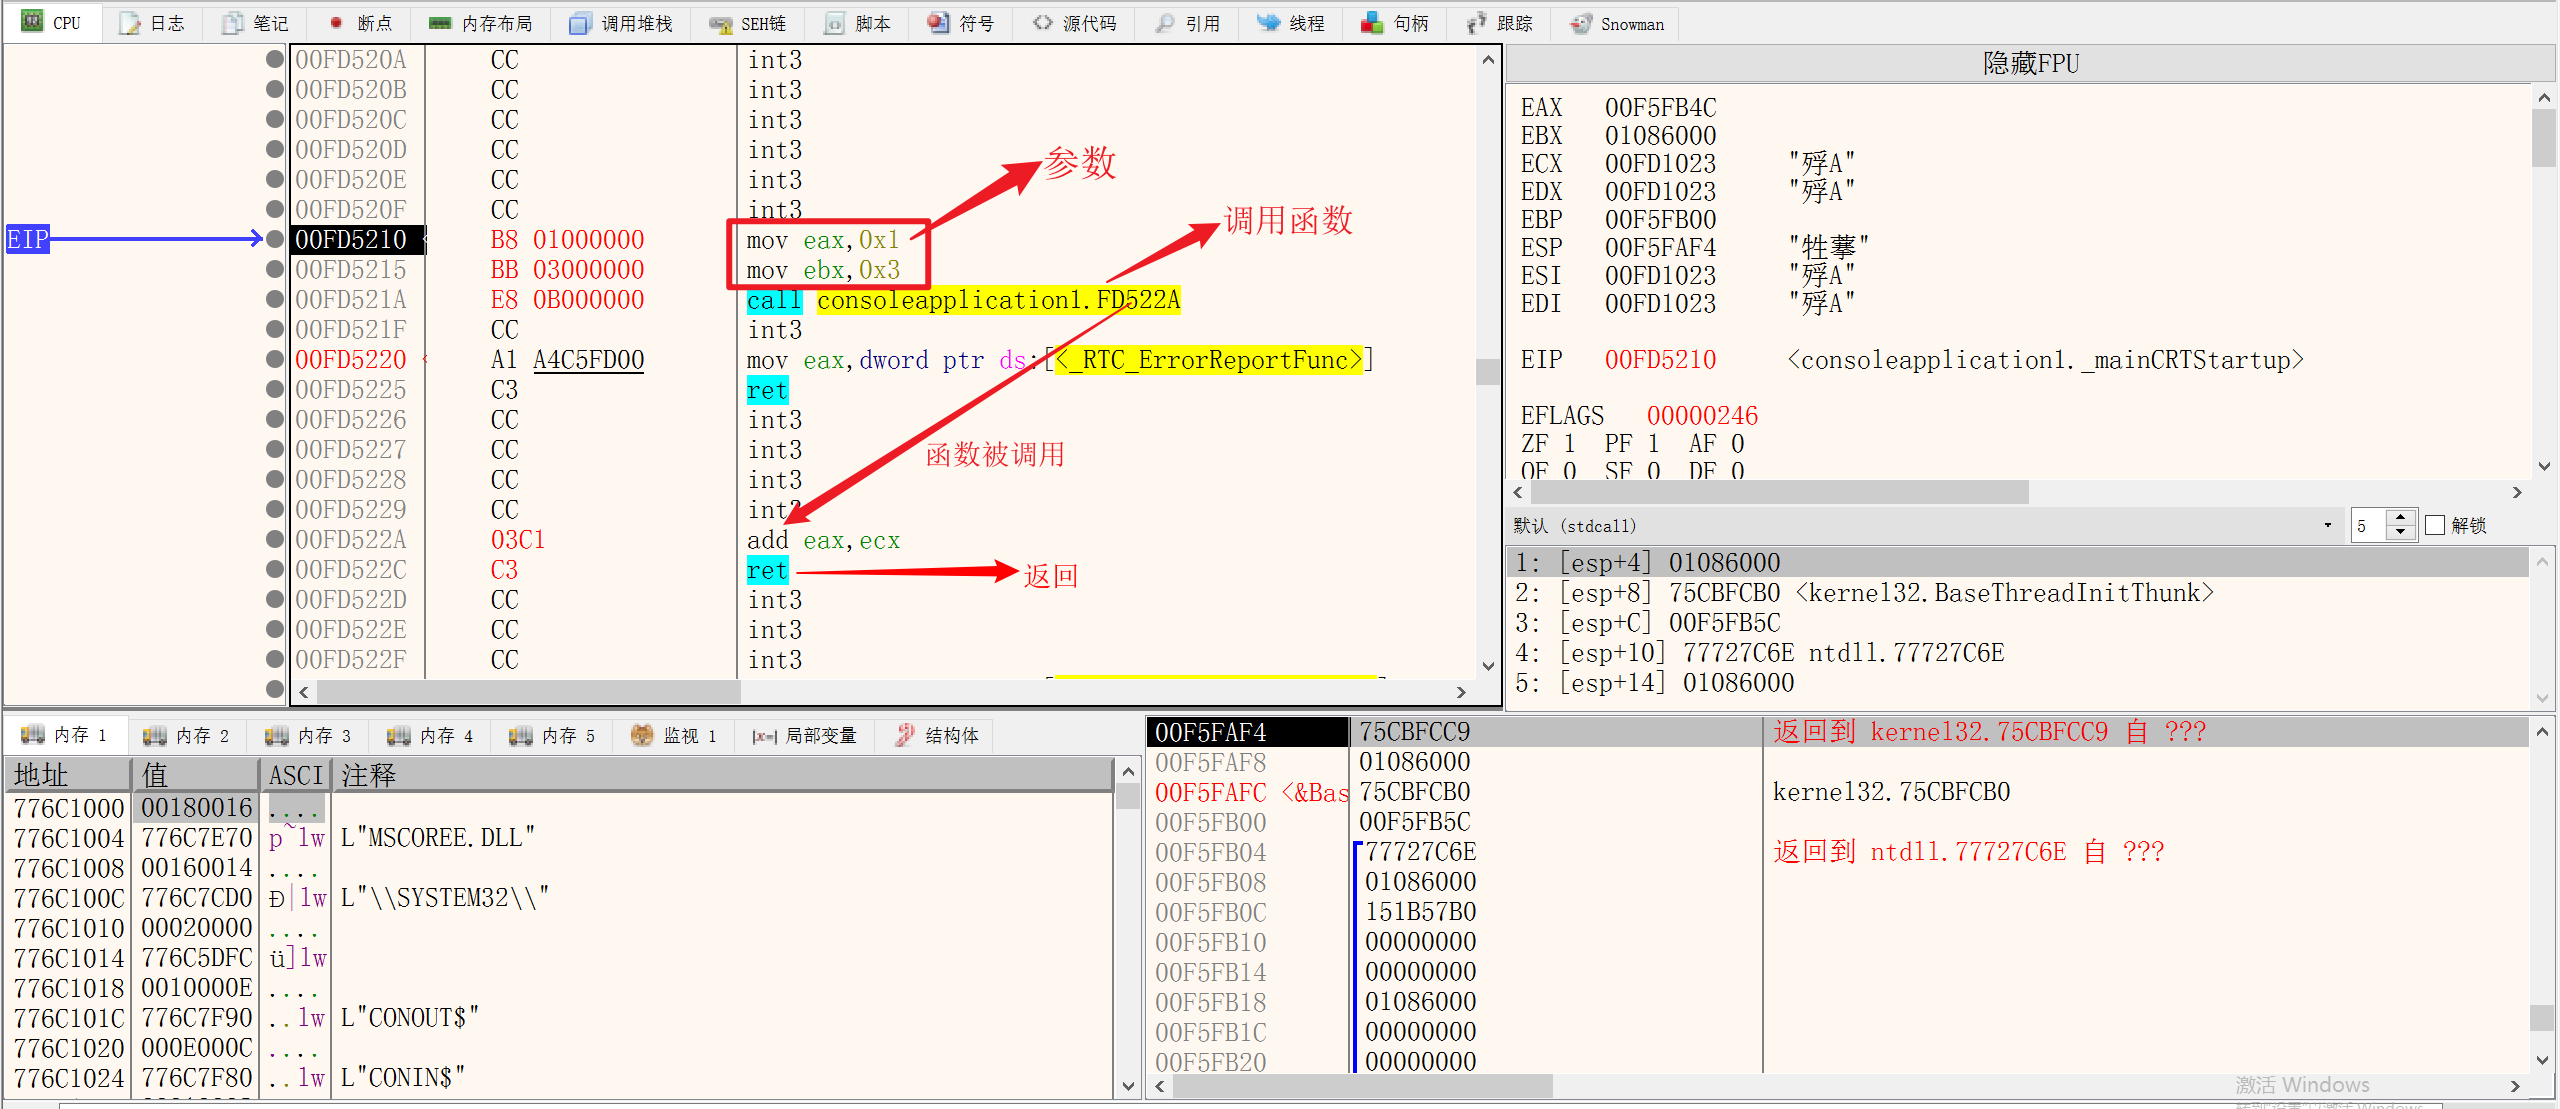 CPU 日志 笔记 断点 内存布局 调用堆栈 SEH链 脚本 符号 源代码 引用 线程 句柄 跟踪 Snowman
00FD520A CC int3
00FD520B CC int3
00FD520C CC int3
00FD520D CC int3
00FD520E CC int3
00FD520F CC int3
EIP 00FD5210 B8 01000000 mov eax,0x1
00FD5215 BB 03000000 mov ebx,0x3
00FD521A E8 0B000000 call consoleapplication1.FD522A
00FD521F CC int3
00FD5220 A1 A4C5FD00 mov eax,dword ptr ds:[<_RTC_ErrorReportFunc>]
00FD5225 C3 ret
00FD5226 CC int3
00FD5227 CC int3
00FD5228 CC int3
00FD5229 CC int3
00FD522A 03C1 add eax,ecx
00FD522C C3 ret
00FD522D CC int3
00FD522E CC int3
00FD522F CC int3
参数
调用函数
函数被调用
返回
隐藏FPU
EAX 00F5FB4C
EBX 01086000
ECX 00FD1023 "殍A"
EDX 00FD1023 "殍A"
EBP 00F5FB00
ESP 00F5FAF4
ESI 00FD1023 "殍A"
EDI 00FD1023 "殍A"
EIP 00FD5210 <consoleapplication1._mainCRTStartup>
EFLAGS 00000246
ZF 1 PF 1 AF 0
OF 0 SF 0 DF 0
默认 (stdcall) 5 解锁
1: [esp+4] 01086000
2: [esp+8] 75CBFCB0 <kernel32.BaseThreadInitThunk>
3: [esp+C] 00F5FB5C
4: [esp+10] 77727C6E ntdll.77727C6E
5: [esp+14] 01086000
内存 1 内存 2 内存 3 内存 4 内存 5 监视 1 局部变量 结构体
地址 值 ASCI 注释
776C1000 00180016 ....
776C1004 776C7E70 p~lw L"MSCOREE.DLL"
776C1008 00160014 ....
776C100C 776C7CD0 Ð|lw L"\\SYSTEM32\\"
776C1010 00020000 ....
776C1014 776C5DFC ü]lw
776C1018 0010000E ....
776C101C 776C7F90 ..lw L"CONOUT$"
776C1020 000E000C ....
776C1024 776C7F80 ..lw L"CONIN$"
00F5FAF4 75CBFCC9 返回到 kernel32.75CBFCC9 自 ???
00F5FAF8 01086000
00F5FAFC <&Bas 75CBFCB0 kernel32.75CBFCB0
00F5FB00 00F5FB5C
00F5FB04 77727C6E 返回到 ntdll.77727C6E 自 ???
00F5FB08 01086000
00F5FB0C 151B57B0
00F5FB10 00000000
00F5FB14 00000000
00F5FB18 01086000
00F5FB1C 00000000
00F5FB20 00000000
激活 Windows